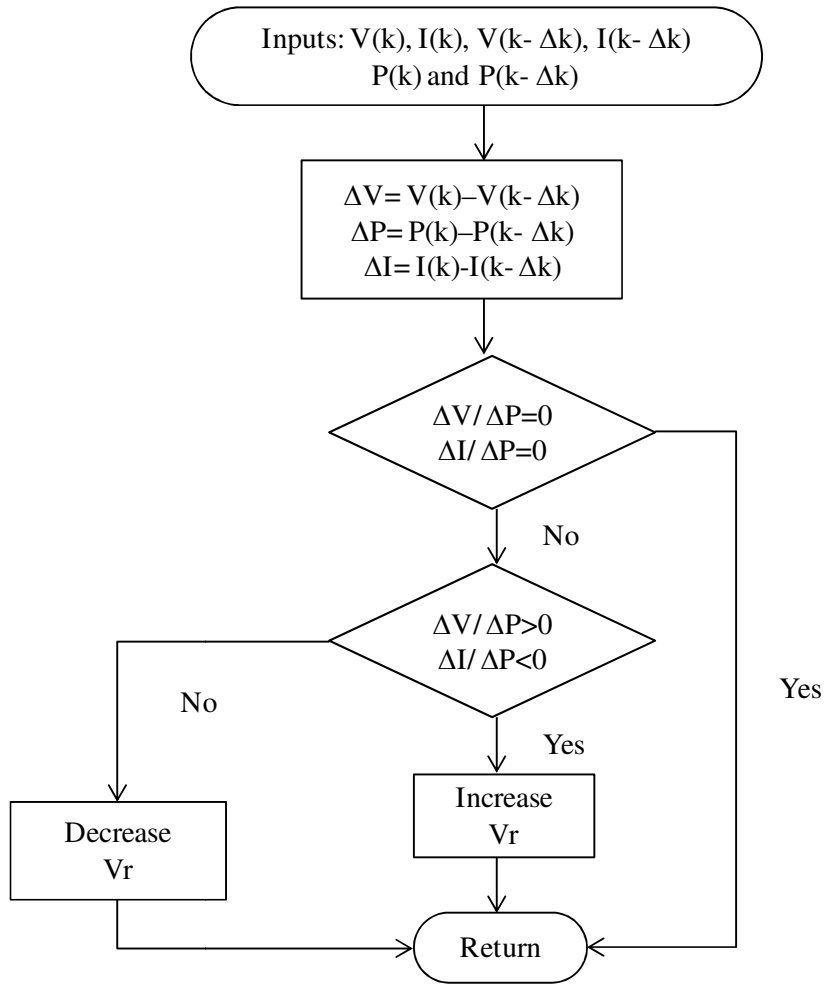 Inputs: V(k), I(k), V(k- Δk), I(k- Δk)
P(k) and P(k- Δk)
ΔV= V(k)–V(k- Δk)
ΔP= P(k)–P(k- Δk)
ΔI= I(k)-I(k- Δk)
ΔV/ ΔP=0
ΔI/ ΔP=0
No
ΔV/ ΔP>0
ΔI/ ΔP<0
No
Yes
Yes
Increase
Vr
Decrease
Vr
Return